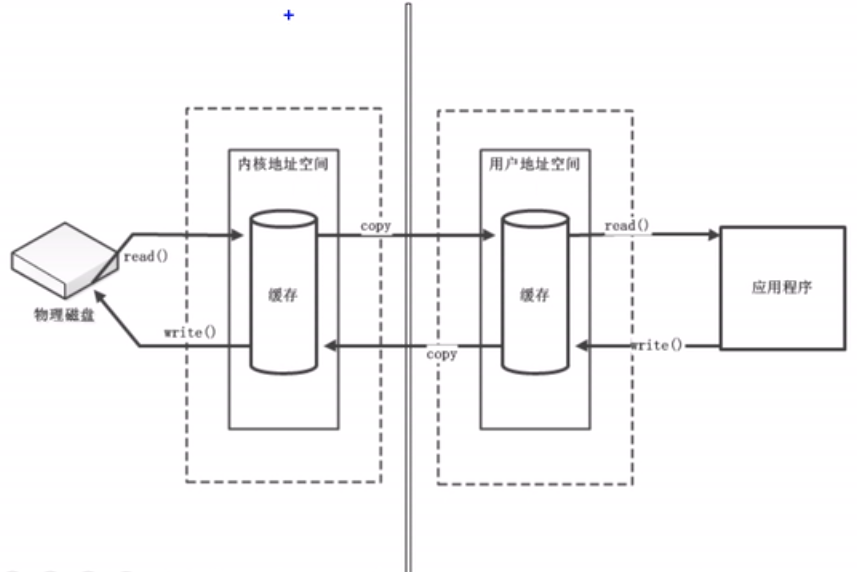 内核地址空间
用户地址空间
copy
read()
read()
缓存
缓存
应用程序
物理磁盘
write()
copy
write()